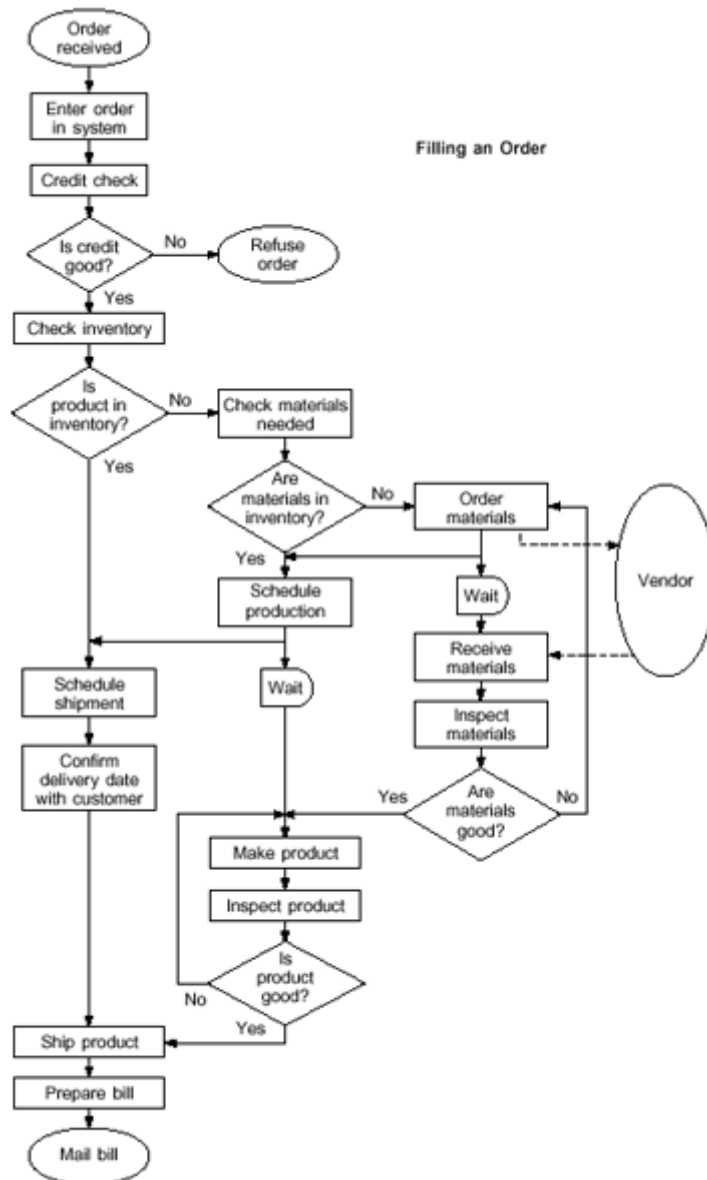 Order
received
Enter order
in system
Filling an Order
Credit check
Is credit
good?
No
Refuse
order
Yes
Check inventory
Is
product in
inventory?
No
Check materials
needed
Yes
Are
materials in
inventory?
No
Order
materials
Vendor
Yes
Schedule
production
Wait
Receive
materials
Schedule
shipment
Wait
Inspect
materials
Confirm
delivery date
with customer
Are
materials
good?
Yes
No
Make product
Inspect product
Is
product
good?
No
Yes
Ship product
Prepare bill
Mail bill